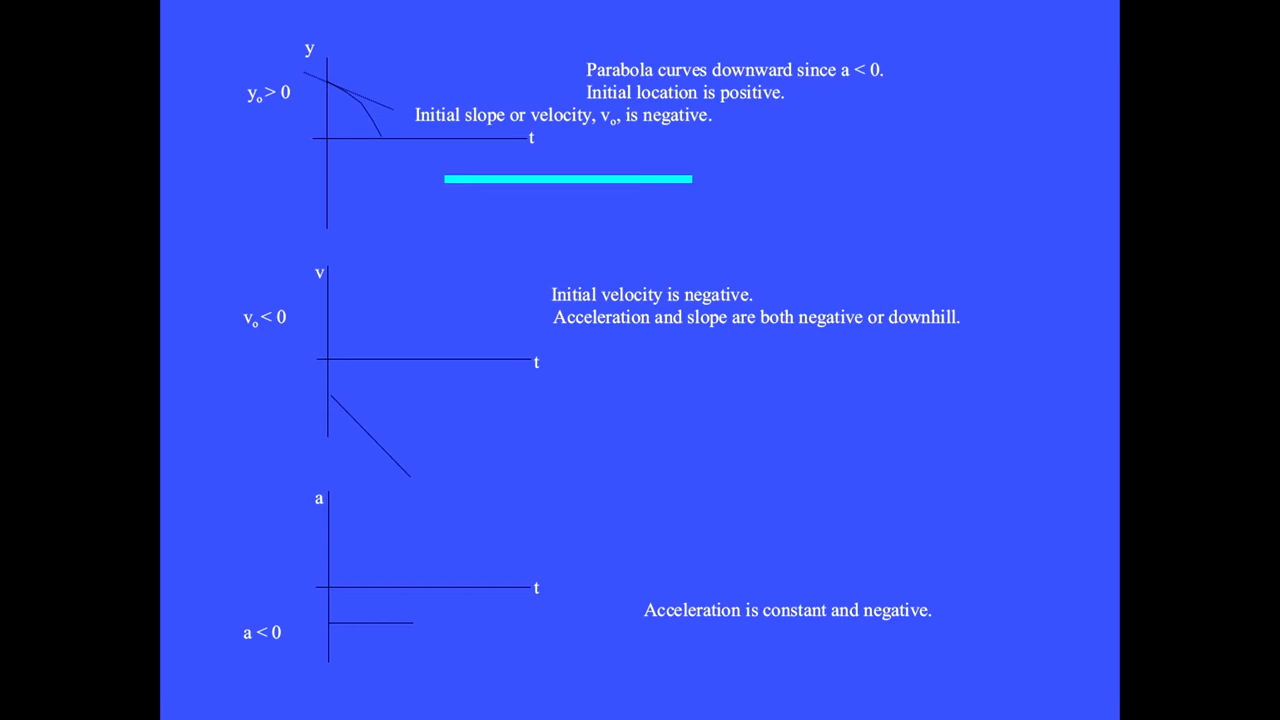 y
Parabola curves downward since a < 0.
yₒ > 0
Initial location is positive.
Initial slope or velocity, vₒ, is negative.
t
v
Initial velocity is negative.
vₒ < 0
Acceleration and slope are both negative or downhill.
t
a
t
Acceleration is constant and negative.
a < 0